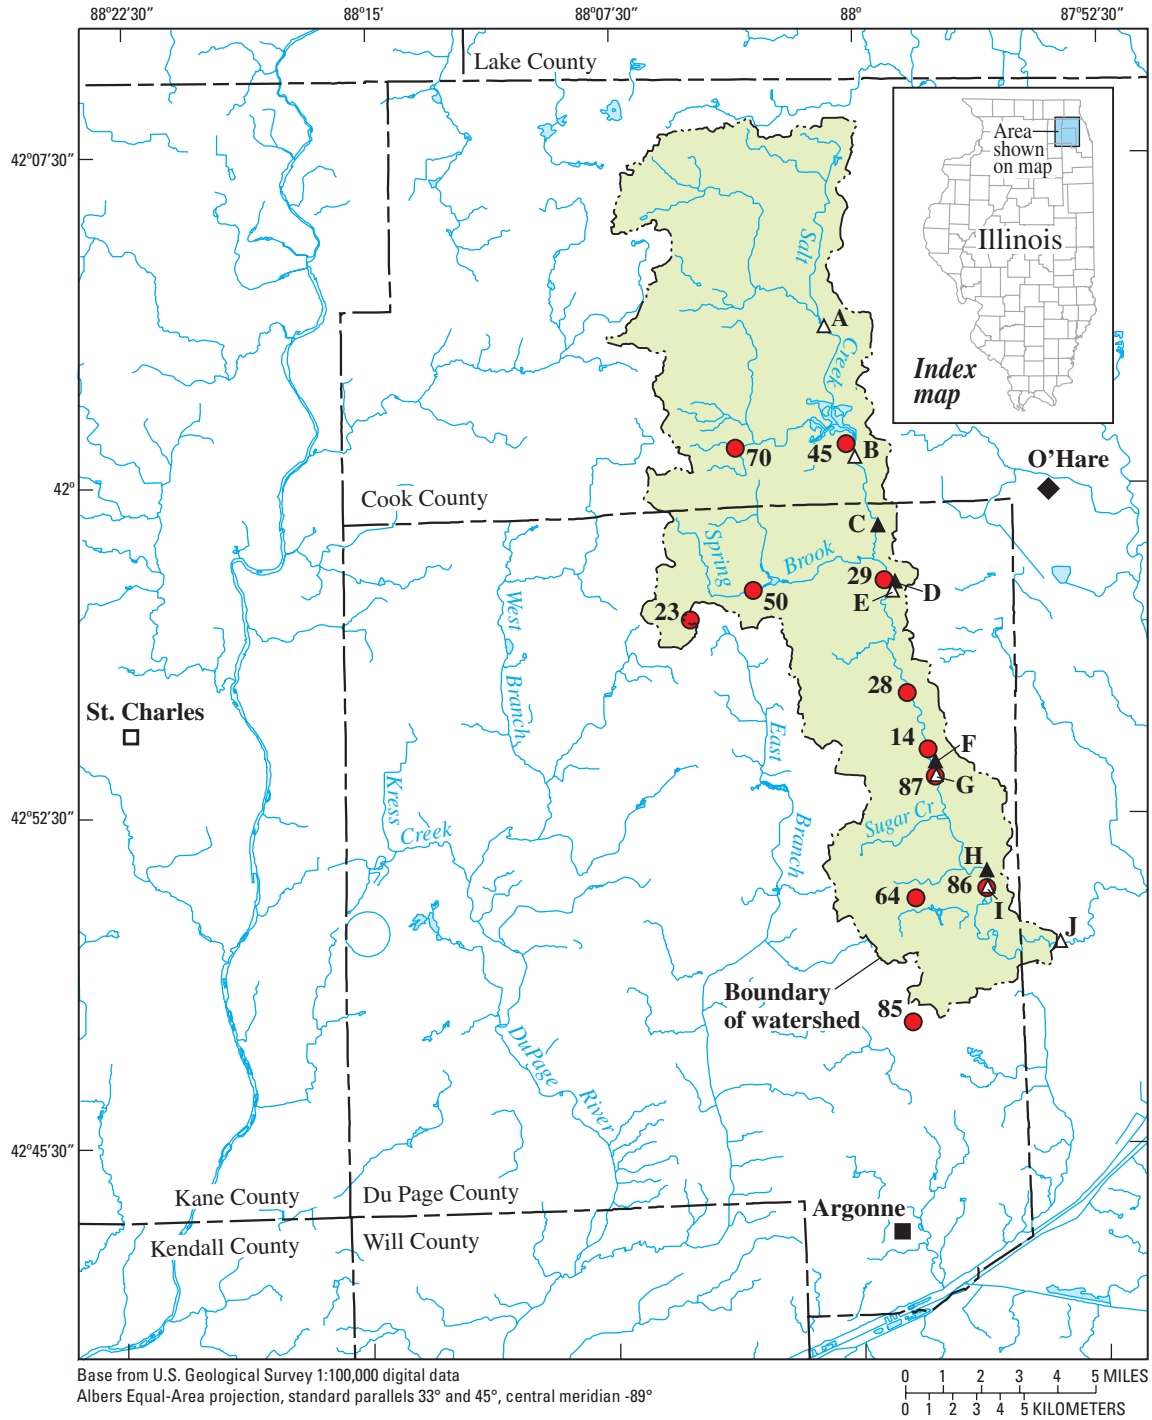 88°22'30" 88°15' 88°07'30" 88° 87°52'30"
Lake County
42°07'30"
Area
shown
on map
Illinois
Index
map
Salt
Creek
A
70
45
B
O'Hare
42°
Cook County
C
Spring
Brook
29
D
E
50
23
West
Branch
28
St. Charles
East
Branch
14
F
87
G
Kress
Creek
Sugar Cr
42°52'30"
H
86
64
I
J
Boundary
of watershed
85
DuPage
River
42°45'30"
Kane County
Du Page County
Argonne
Kendall County
Will County
Base from U.S. Geological Survey 1:100,000 digital data
Albers Equal-Area projection, standard parallels 33° and 45°, central meridian -89°
0 1 2 3 4 5 MILES
0 1 2 3 4 5 KILOMETERS